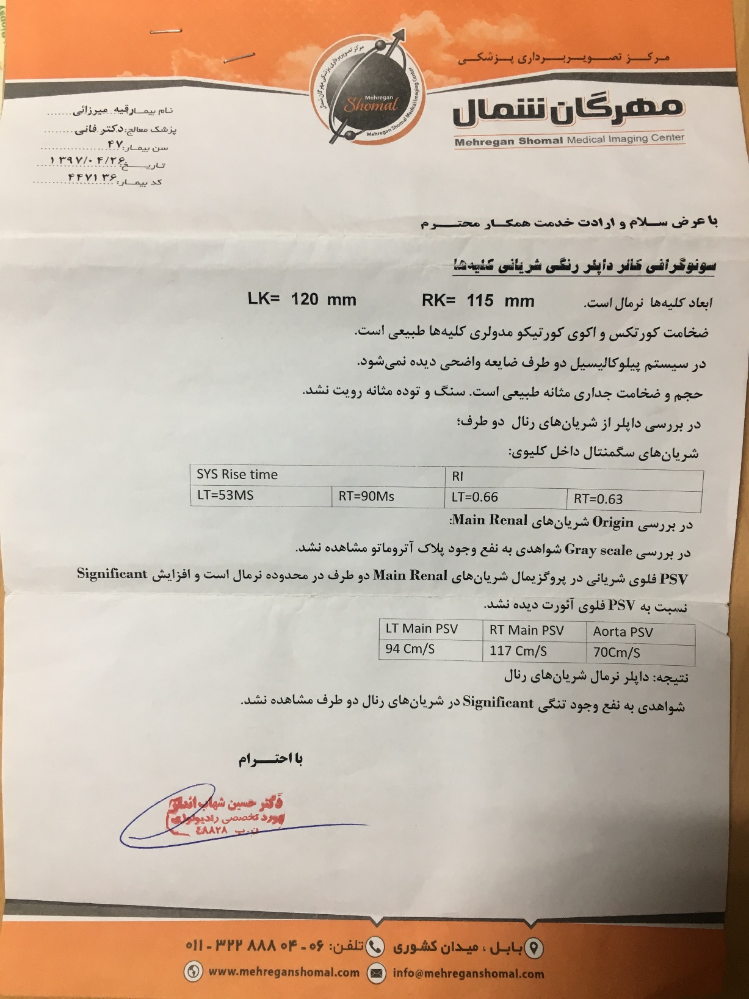 مرکز تصویربرداری پزشکی
مهرگان شمال
Mehregan Shomal Medical Imaging Center
مرکز تصویربرداری پزشکی مهرگان شمال
Mehregan
Shomal
Mehregan Shomal Medical Imaging Center
نام بیمار: رقیه میرزائی
پزشک معالج: دکتر فانی
سن بیمار: ۴۷
تاریخ: ۱۳۹۷/۰۴/۲۶
کد بیمار: ۴۴۷۱۳۶
با عرض سلام و ارادت خدمت همکار محترم
سونوگرافی کالر داپلر رنگی شریانی کلیه‌ها
ابعاد کلیه‌ها نرمال است. RK= 115 mm LK= 120 mm
ضخامت کورتکس و اکوی کورتیکو مدولری کلیه‌ها طبیعی است.
در سیستم پیلوکالیسیل دو طرف ضایعه واضحی دیده نمی‌شود.
حجم و ضخامت جداری مثانه طبیعی است. سنگ و توده مثانه رویت نشد.
در بررسی داپلر از شریان‌های رنال دو طرف؛
شریان‌های سگمنتال داخل کلیوی:
SYS Rise time RI
LT=53MS RT=90Ms LT=0.66 RT=0.63
در بررسی Origin شریان‌های Main Renal:
در بررسی Gray scale شواهدی به نفع وجود پلاک آتروماتو مشاهده نشد.
PSV فلوی شریانی در پروگزیمال شریان‌های Main Renal دو طرف در محدوده نرمال است و افزایش Significant
نسبت به PSV فلوی آئورت دیده نشد.
LT Main PSV RT Main PSV Aorta PSV
94 Cm/S 117 Cm/S 70Cm/S
نتیجه: داپلر نرمال شریان‌های رنال
شواهدی به نفع وجود تنگی Significant در شریان‌های رنال دو طرف مشاهده نشد.
با احترام
دکتر حسین شهاب
بورد تخصصی رادیولوژی
ن.پ ٤٨٨٢٨
بابل ، میدان کشوری تلفن: ۰۶ - ۰۴ ۸۸۸ ۳۲۲ - ۰۱۱
www.mehreganshomal.com info@mehreganshomal.com